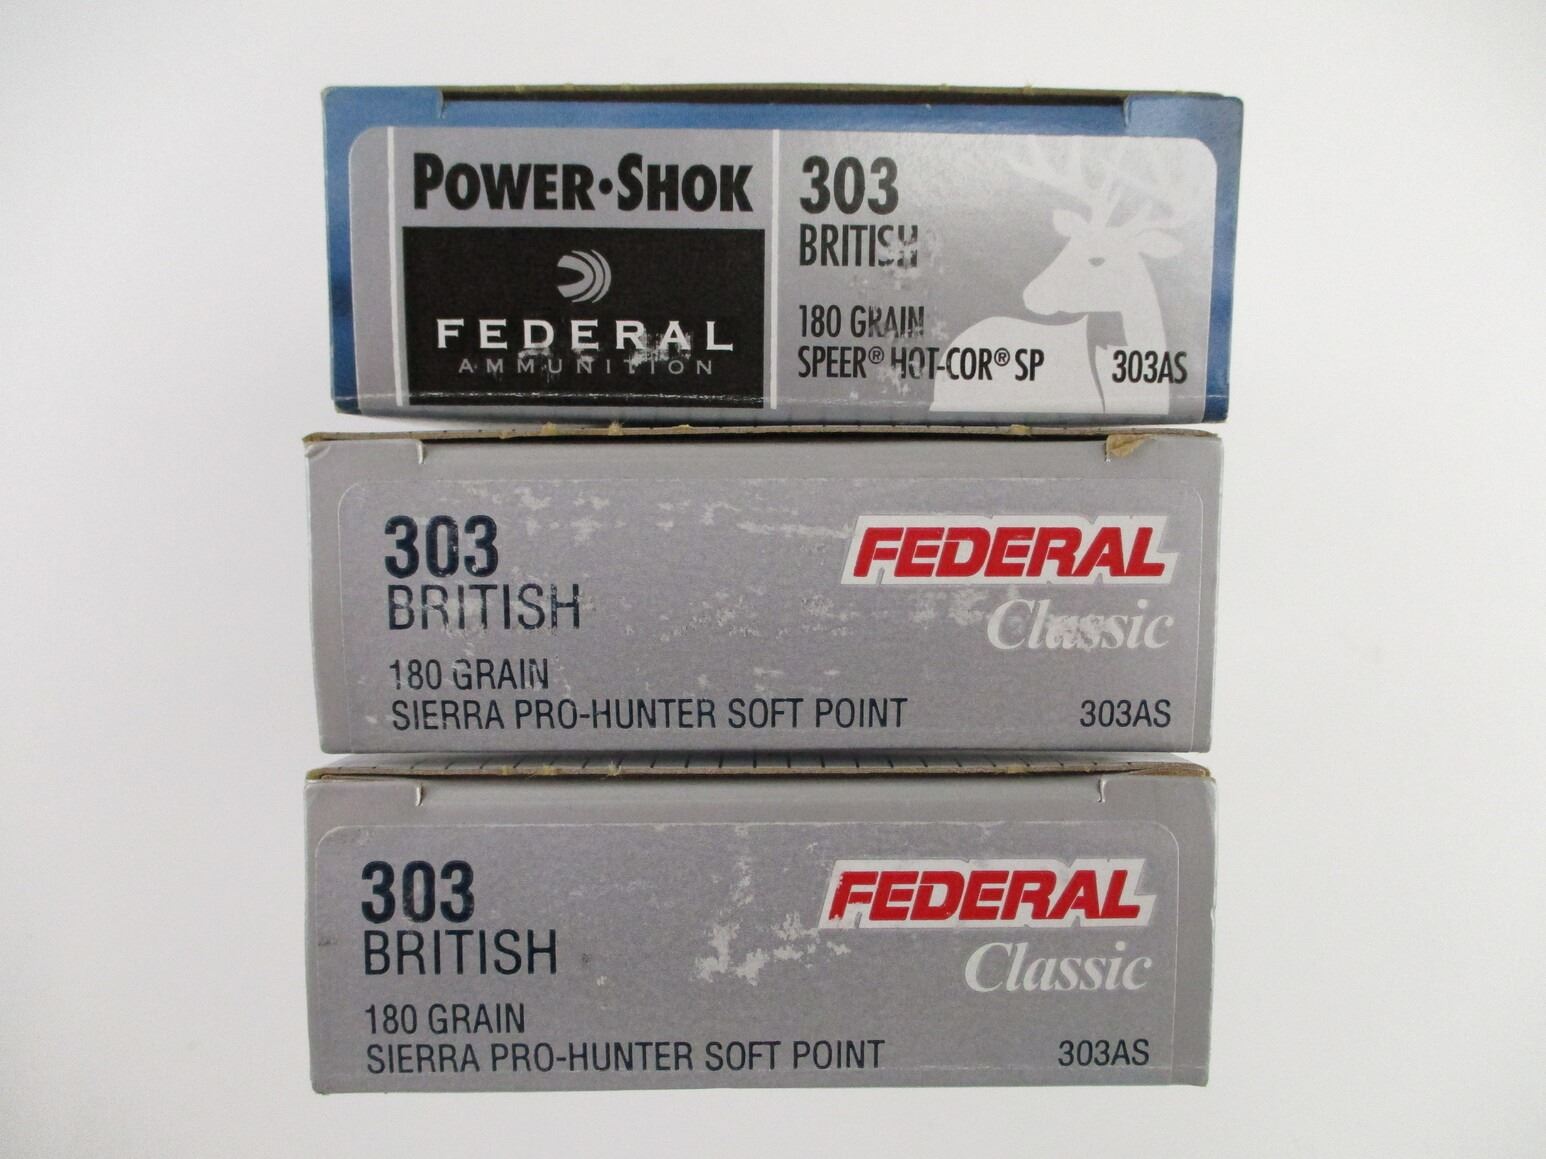 POWER•SHOK
FEDERAL
AMMUNITION
303
BRITISH
180 GRAIN
SPEER® HOT-COR® SP 303AS
303
BRITISH
180 GRAIN
SIERRA PRO-HUNTER SOFT POINT
FEDERAL
Classic
303AS
303
BRITISH
180 GRAIN
SIERRA PRO-HUNTER SOFT POINT
FEDERAL
Classic
303AS